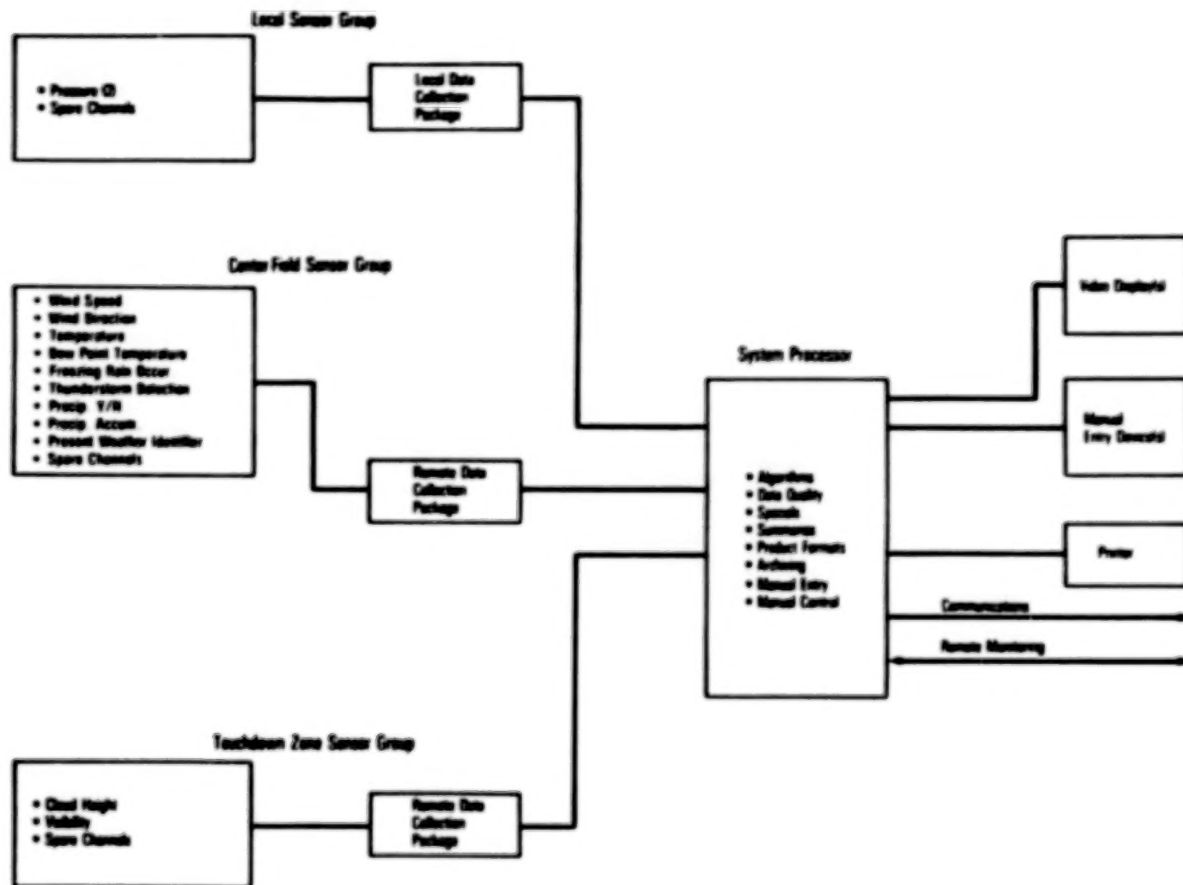 Local Sensor Group
• Pressure (2)
• Spare Channels
Local Data
Collection
Package
Center Field Sensor Group
• Wind Speed
• Wind Direction
• Temperature
• Dew Point Temperature
• Freezing Rain Occur
• Thunderstorm Detection
• Precip Y/N
• Precip Accum
• Present Weather Identifier
• Spare Channels
Remote Data
Collection
Package
Touchdown Zone Sensor Group
• Cloud Height
• Visibility
• Spare Channels
Remote Data
Collection
Package
System Processor
• Algorithms
• Data Quality
• Specials
• Summaries
• Product Formats
• Archiving
• Manual Entry
• Manual Control
Video Display(s)
Manual
Entry Device(s)
Printer
Communications
Remote Monitoring